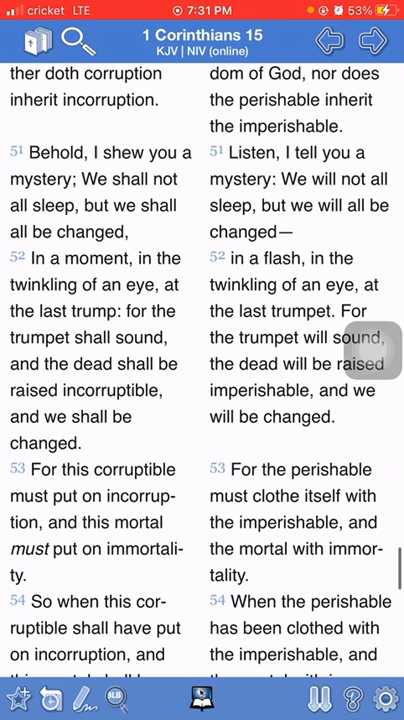 cricket LTE 7:31 PM 53%
1 Corinthians 15
KJV | NIV (online)
ther doth corruption
inherit incorruption.
51 Behold, I shew you a
mystery; We shall not
all sleep, but we shall
all be changed,
52 In a moment, in the
twinkling of an eye, at
the last trump: for the
trumpet shall sound,
and the dead shall be
raised incorruptible,
and we shall be
changed.
53 For this corruptible
must put on incorrup-
tion, and this mortal
must put on immortali-
ty.
54 So when this cor-
ruptible shall have put
on incorruption, and
dom of God, nor does
the perishable inherit
the imperishable.
51 Listen, I tell you a
mystery: We will not all
sleep, but we will all be
changed—
52 in a flash, in the
twinkling of an eye, at
the last trumpet. For
the trumpet will sound,
the dead will be raised
imperishable, and we
will be changed.
53 For the perishable
must clothe itself with
the imperishable, and
the mortal with immor-
tality.
54 When the perishable
has been clothed with
the imperishable, and
BLB